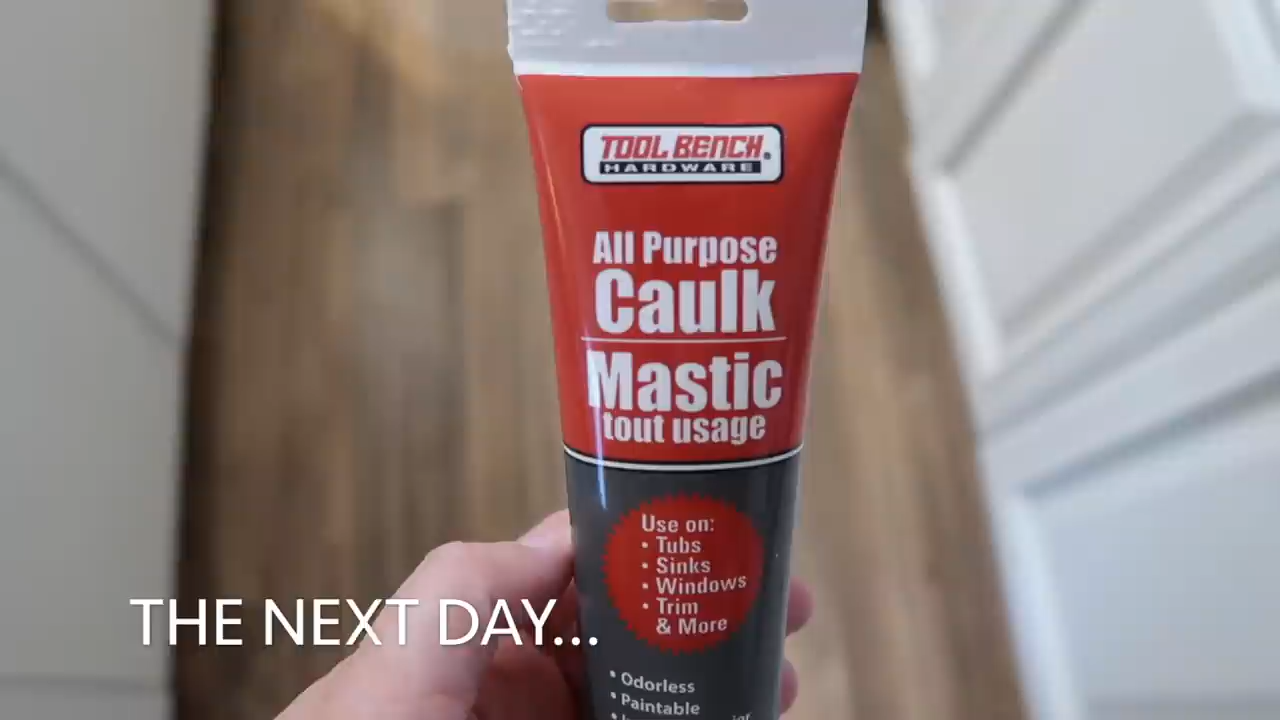 TOOL BENCH®
HARDWARE
All Purpose
Caulk
Mastic
tout usage
Use on:
• Tubs
• Sinks
• Windows
• Trim
& More
• Odorless
• Paintable
THE NEXT DAY...